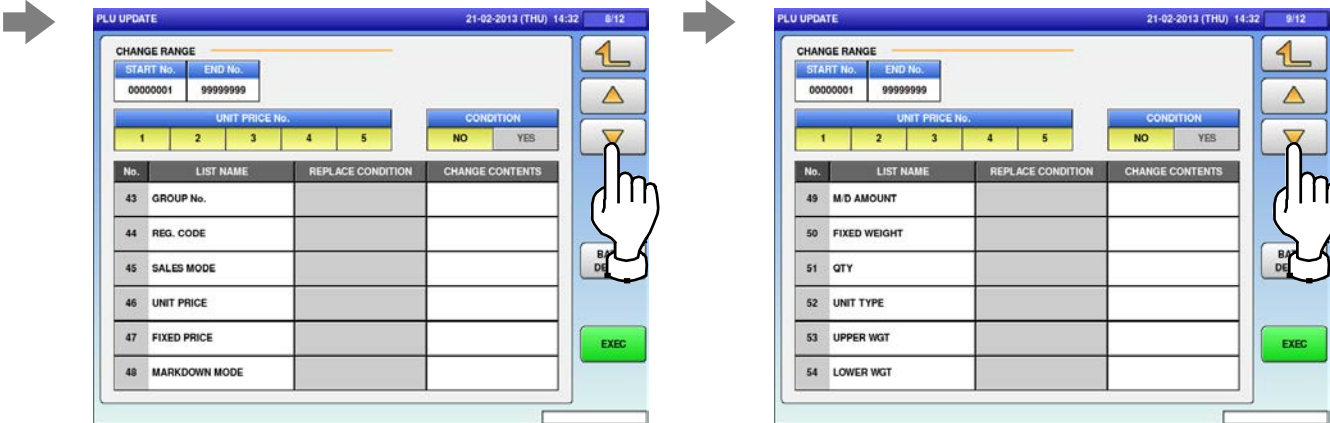 PLU UPDATE 21-02-2013 (THU) 14:32 8/12
CHANGE RANGE
START No. END No.
00000001 99999999
UNIT PRICE No. CONDITION
1 2 3 4 5 NO YES
No. LIST NAME REPLACE CONDITION CHANGE CONTENTS
43 GROUP No.
44 REG. CODE
45 SALES MODE
46 UNIT PRICE
47 FIXED PRICE
48 MARKDOWN MODE
EXEC
PLU UPDATE 21-02-2013 (THU) 14:32 9/12
CHANGE RANGE
START No. END No.
00000001 99999999
UNIT PRICE No. CONDITION
1 2 3 4 5 NO YES
No. LIST NAME REPLACE CONDITION CHANGE CONTENTS
49 M/D AMOUNT
50 FIXED WEIGHT
51 QTY
52 UNIT TYPE
53 UPPER WGT
54 LOWER WGT
EXEC